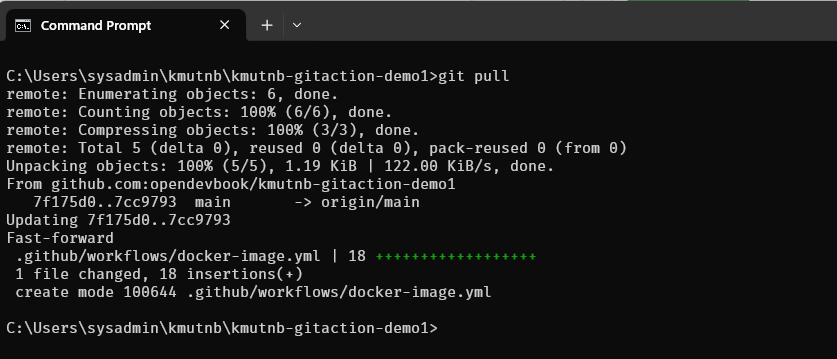 Command Prompt
C:\Users\sysadmin\kmutnb\kmutnb-gitaction-demo1>git pull
remote: Enumerating objects: 6, done.
remote: Counting objects: 100% (6/6), done.
remote: Compressing objects: 100% (3/3), done.
remote: Total 5 (delta 0), reused 0 (delta 0), pack-reused 0 (from 0)
Unpacking objects: 100% (5/5), 1.19 KiB | 122.00 KiB/s, done.
From github.com:opendevbook/kmutnb-gitaction-demo1
   7f175d0..7cc9793  main       -> origin/main
Updating 7f175d0..7cc9793
Fast-forward
 .github/workflows/docker-image.yml | 18 ++++++++++++++++++
 1 file changed, 18 insertions(+)
 create mode 100644 .github/workflows/docker-image.yml
C:\Users\sysadmin\kmutnb\kmutnb-gitaction-demo1>